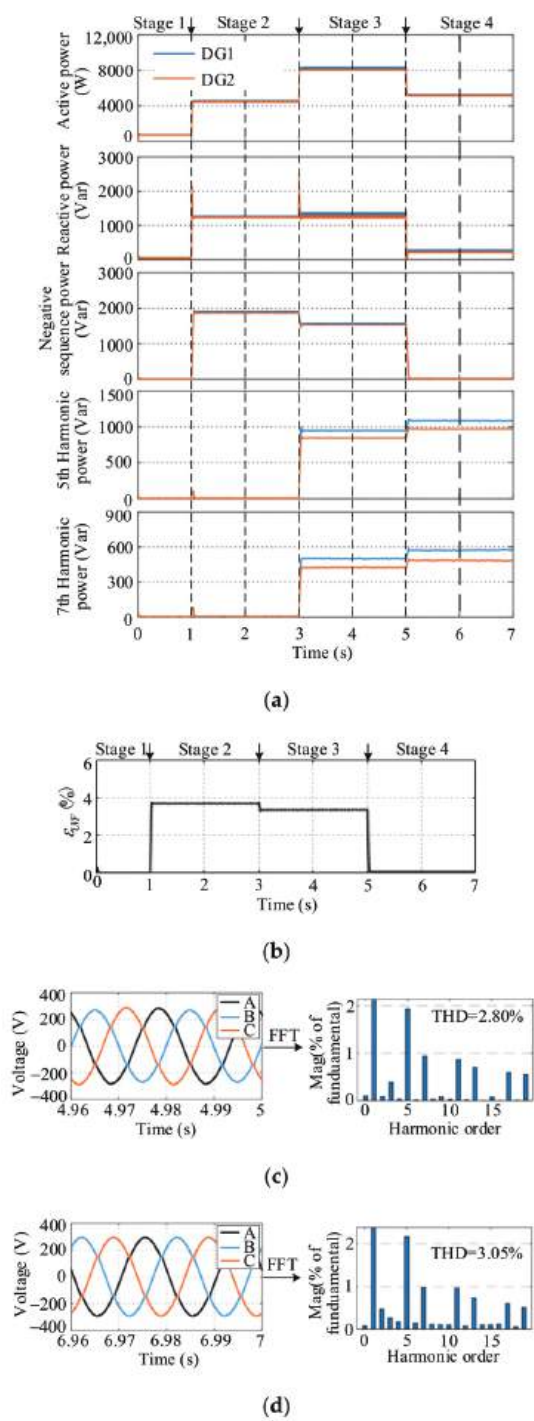 Stage 1 Stage 2 Stage 3 Stage 4
Active power
(W)
12,000
8000
4000
0
DG1
DG2
Reactive power
(Var)
3000
2000
1000
0
Negative
sequence power
(Var)
3000
2000
1000
0
5th Harmonic
power (Var)
1500
1000
500
0
7th Harmonic
power (Var)
900
600
300
0
0 1 2 3 4 5 6 7
Time (s)
(a)
Stage 1 Stage 2 Stage 3 Stage 4
εUF (%)
6
4
2
0
0 1 2 3 4 5 6 7
Time (s)
(b)
Voltage (V)
400
200
0
−200
−400
A
B
C
4.96 4.97 4.98 4.99 5
Time (s)
FFT
Mag(% of
funduamental)
2
1
0
THD=2.80%
0 5 10 15
Harmonic order
(c)
Voltage (V)
400
200
0
−200
−400
A
B
C
6.96 6.97 6.98 6.99 7
Time (s)
FFT
Mag(% of
funduamental)
2
1
0
THD=3.05%
0 5 10 15
Harmonic order
(d)